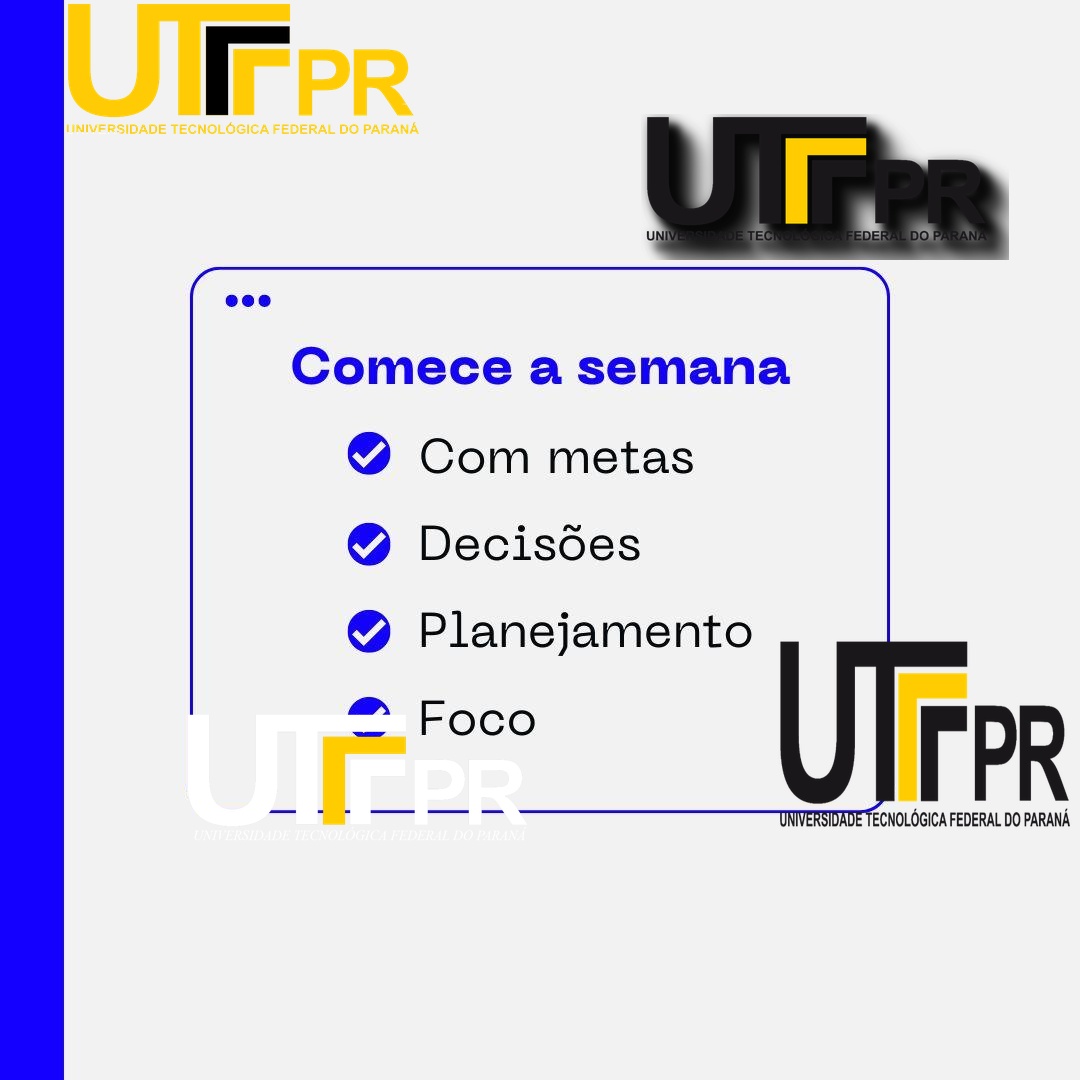 UTFPR
UNIVERSIDADE TECNOLÓGICA FEDERAL DO PARANÁ
UTFPR
UNIVERSIDADE TECNOLÓGICA FEDERAL DO PARANÁ
Comece a semana
Com metas
Decisões
Planejamento
Foco
UTFPR
UNIVERSIDADE TECNOLÓGICA FEDERAL DO PARANÁ
UTFPR
UNIVERSIDADE TECNOLÓGICA FEDERAL DO PARANÁ